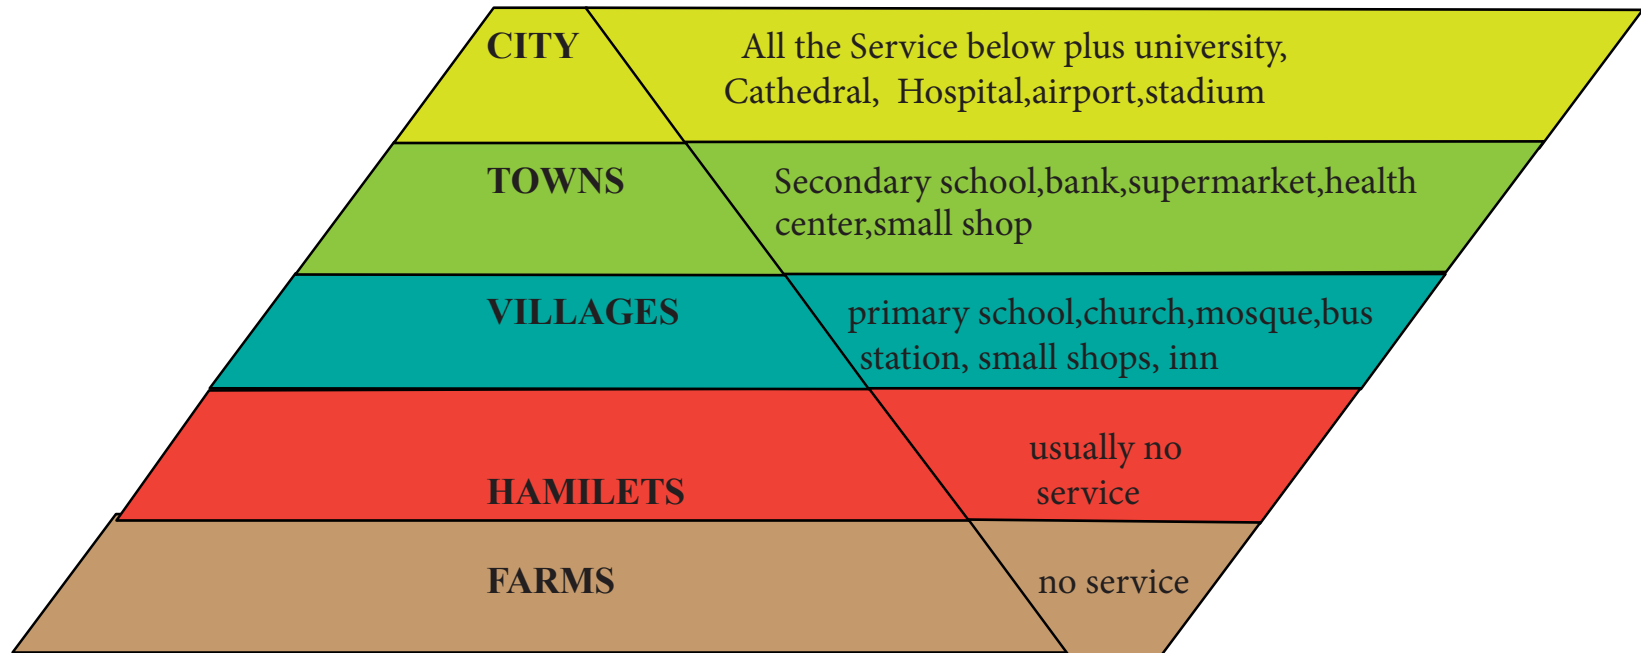 CITY
All the Service below plus university,
Cathedral, Hospital,airport,stadium
TOWNS
Secondary school,bank,supermarket,health
center,small shop
VILLAGES
primary school,church,mosque,bus
station, small shops, inn
HAMILETS
usually no
service
FARMS
no service